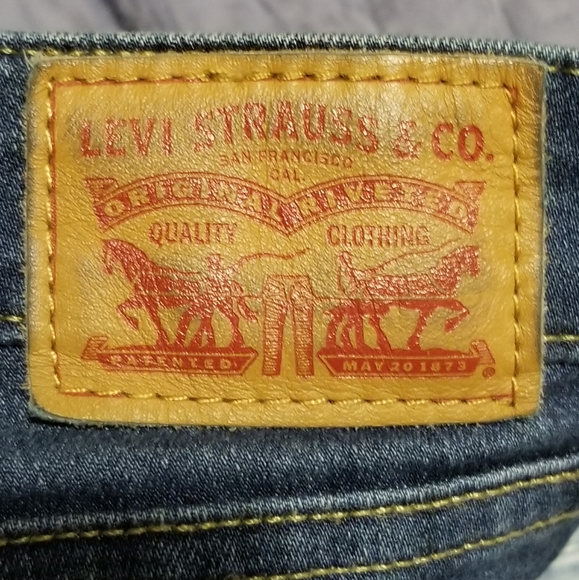 LEVI STRAUSS & CO.
SAN FRANCISCO
CAL.
ORIGINAL RIVETED
QUALITY CLOTHING
PATENTED MAY 20 1873 ®